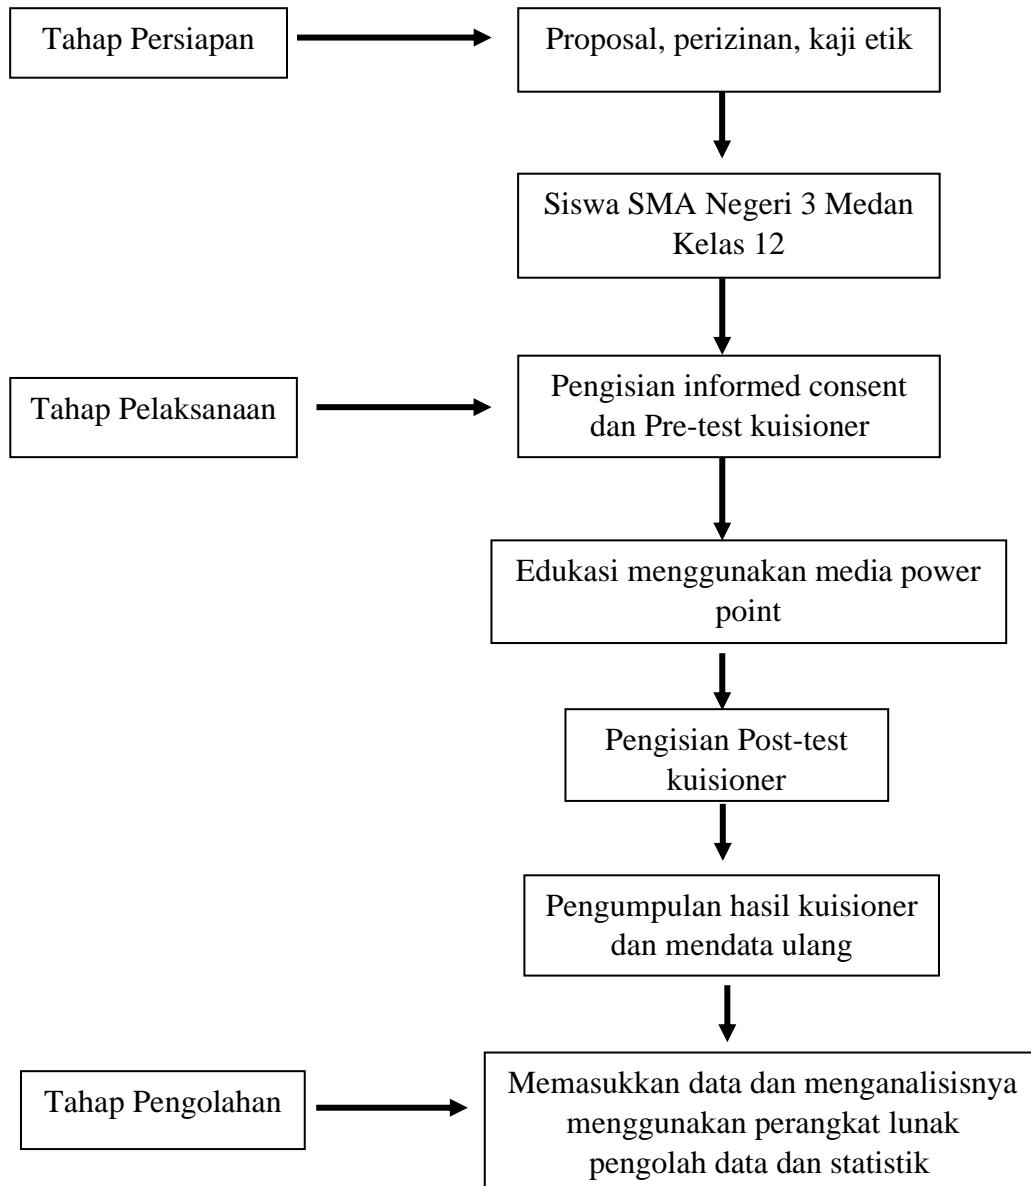 Tahap Persiapan
Proposal, perizinan, kaji etik
Siswa SMA Negeri 3 Medan
Kelas 12
Tahap Pelaksanaan
Pengisian informed consent
dan Pre-test kuisioner
Edukasi menggunakan media power
point
Pengisian Post-test
kuisioner
Pengumpulan hasil kuisioner
dan mendata ulang
Tahap Pengolahan
Memasukkan data dan menganalisisnya
menggunakan perangkat lunak
pengolah data dan statistik